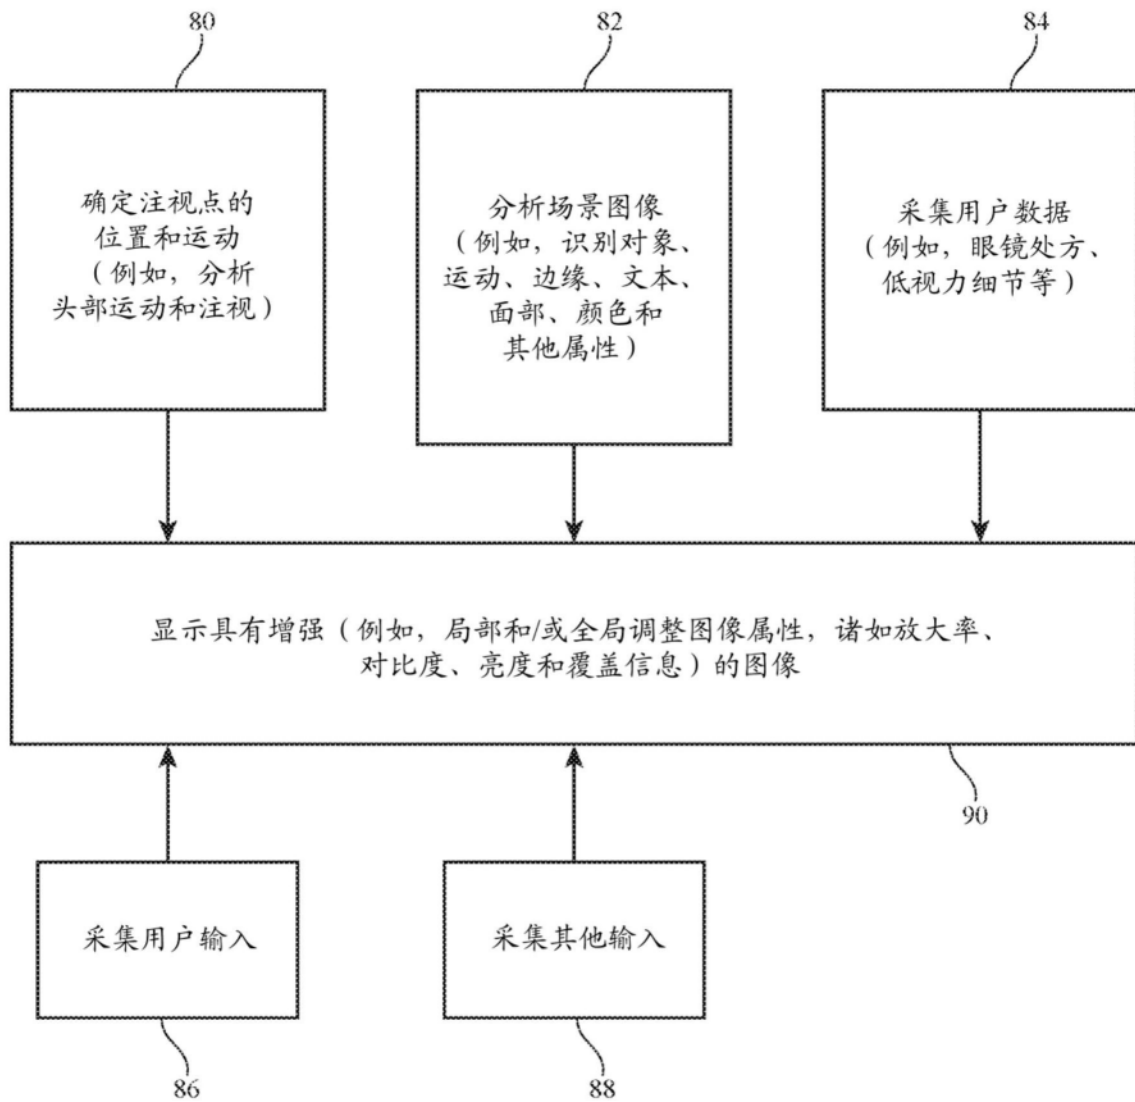 80
82
84
确定注视点的
位置和运动
（例如，分析
头部运动和注视）
分析场景图像
（例如，识别对象、
运动、边缘、文本、
面部、颜色和
其他属性）
采集用户数据
（例如，眼镜处方、
低视力细节等）
显示具有增强（例如，局部和/或全局调整图像属性，诸如放大率、
对比度、亮度和覆盖信息）的图像
90
采集用户输入
采集其他输入
86
88